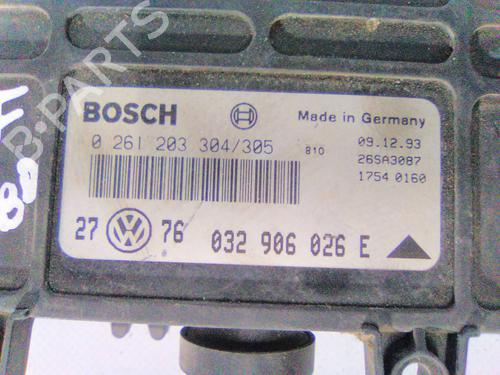 B-PARTS
BOSCH
Made in Germany
0 261 203 304/305 810
09.12.93
26SA3087
1754 0160
27 76 032 906 026 E